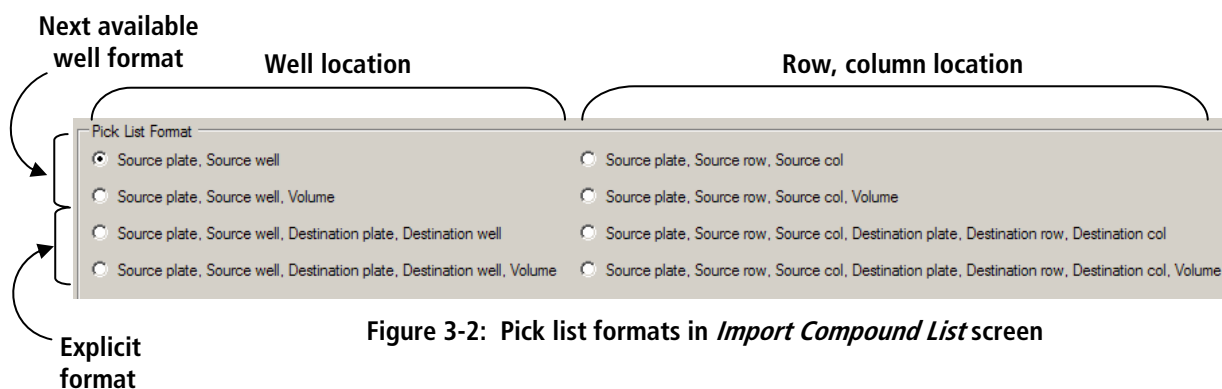 Next available
well format
Well location
Row, column location
Pick List Format
Source plate, Source well
Source plate, Source row, Source col
Source plate, Source well, Volume
Source plate, Source row, Source col, Volume
Source plate, Source well, Destination plate, Destination well
Source plate, Source row, Source col, Destination plate, Destination row, Destination col
Source plate, Source well, Destination plate, Destination well, Volume
Source plate, Source row, Source col, Destination plate, Destination row, Destination col, Volume
Explicit
format
Figure 3-2: Pick list formats in Import Compound List screen